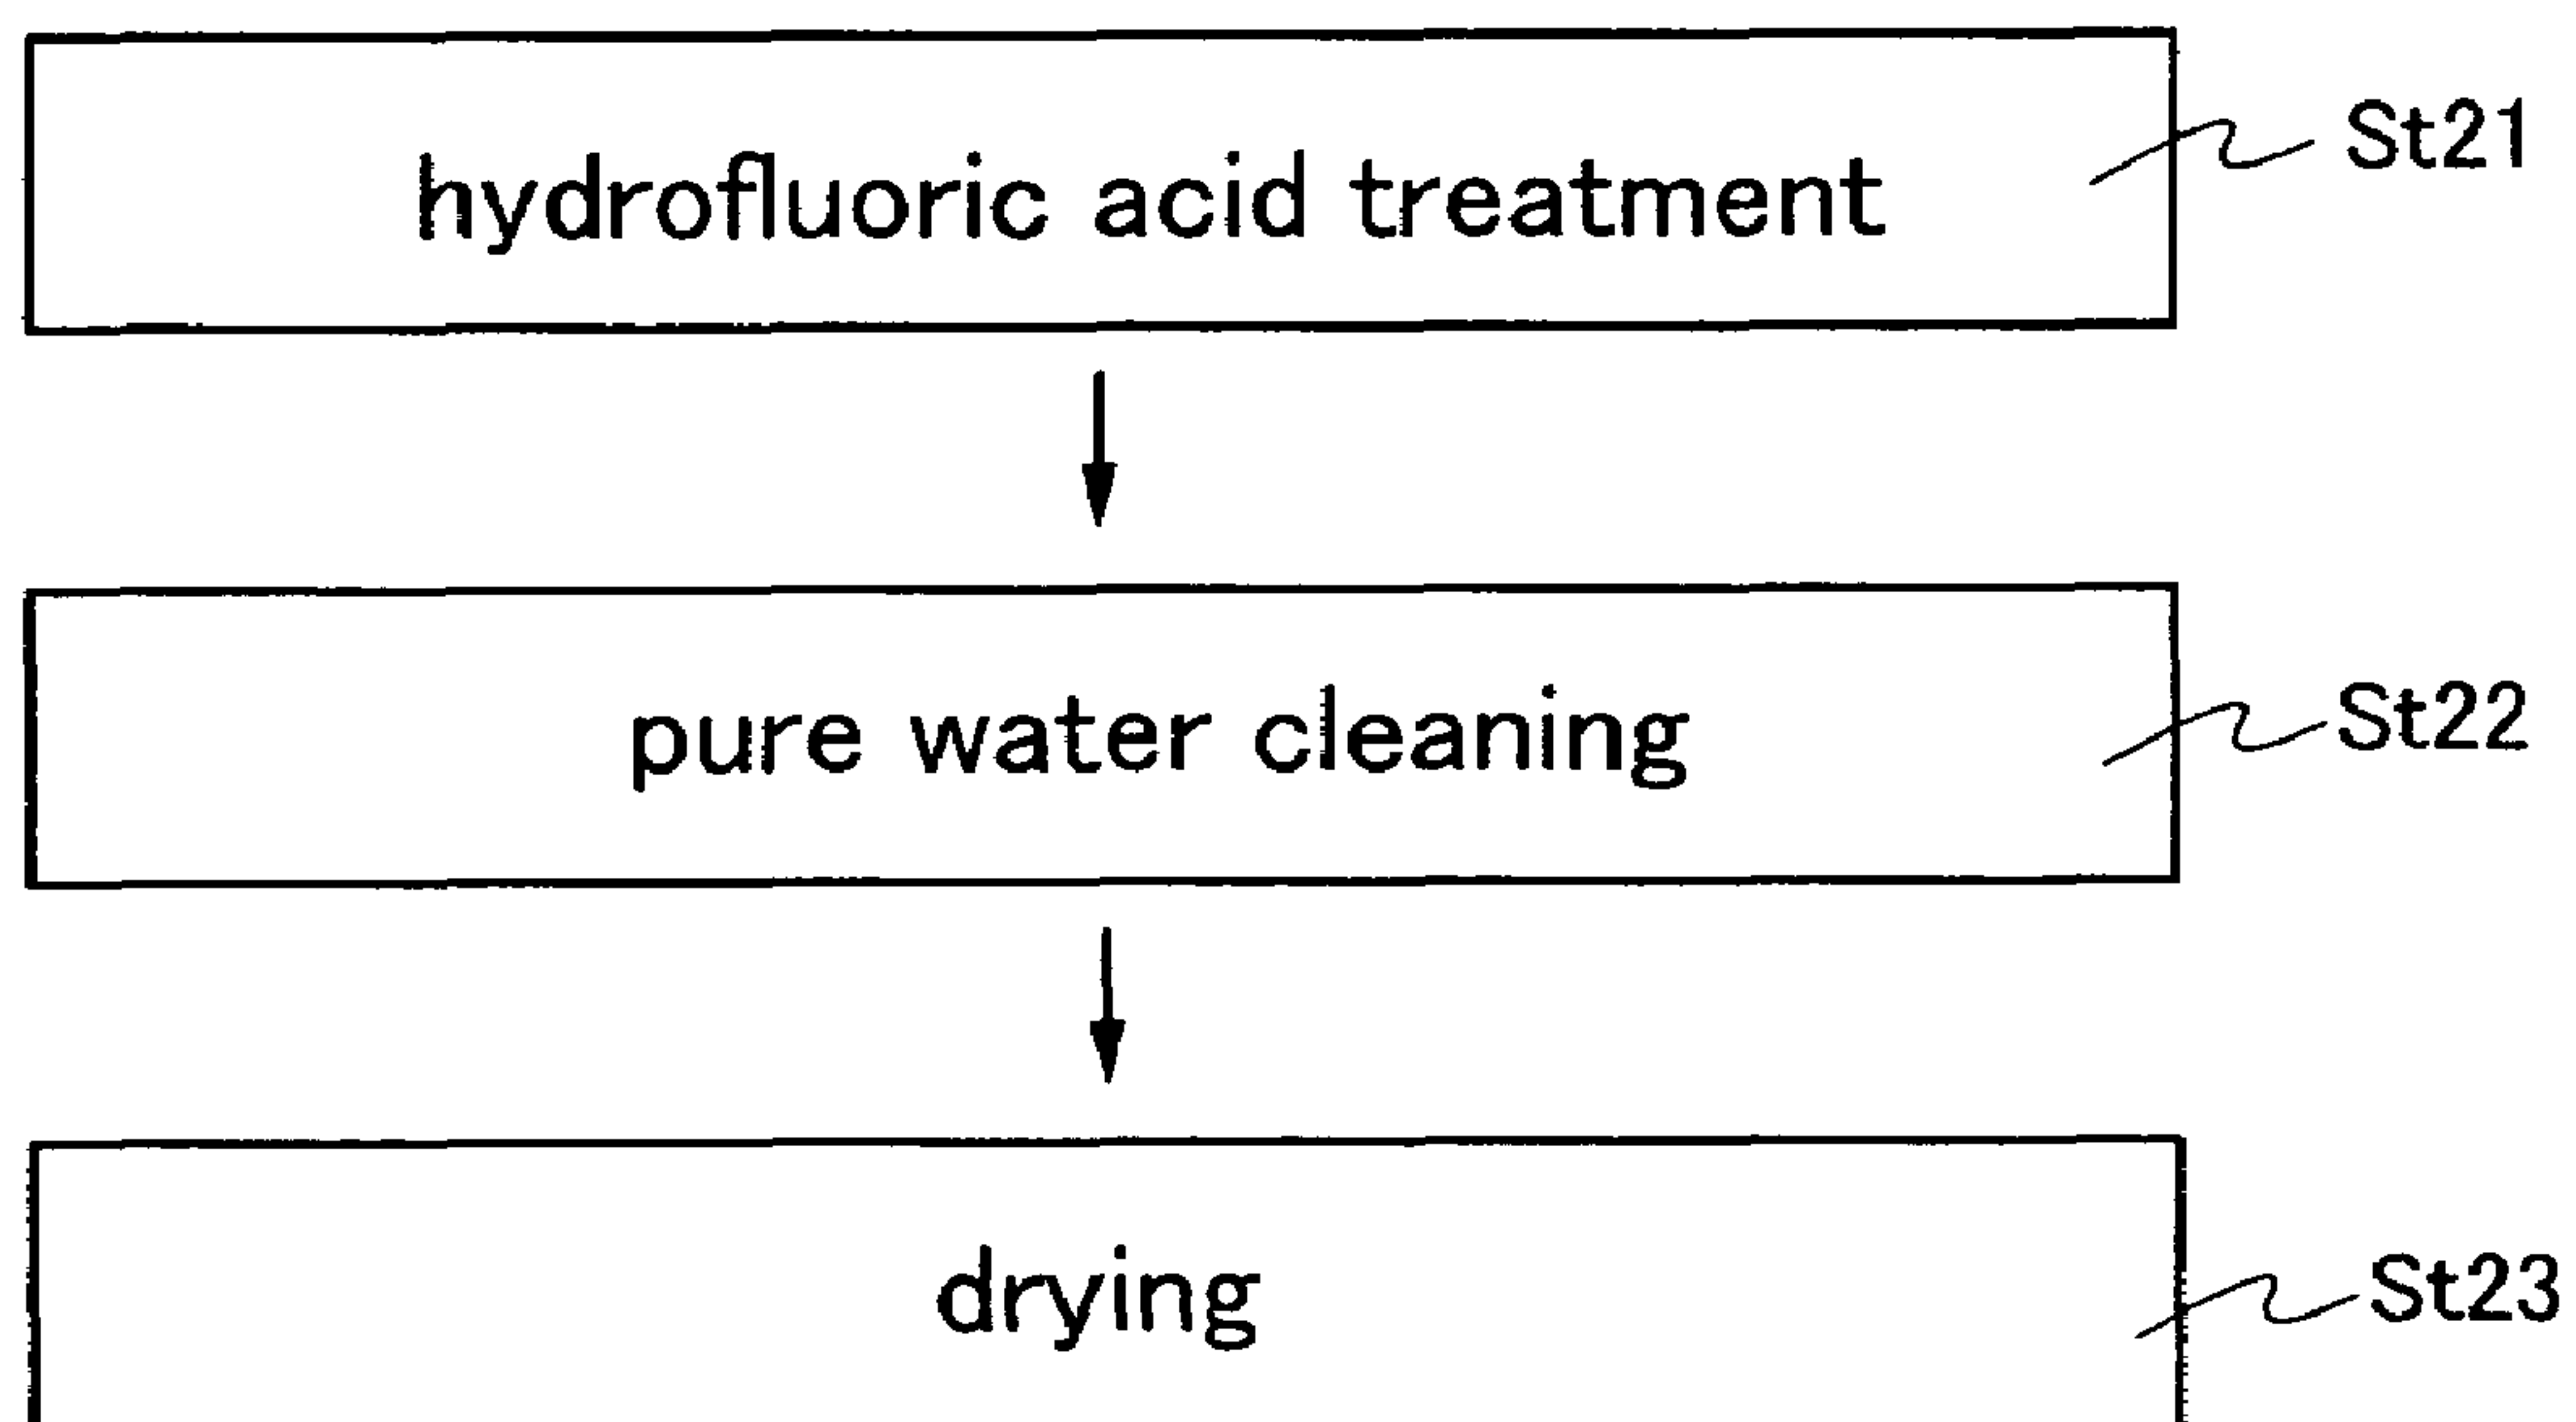 hydrofluoric acid treatment
St21
pure water cleaning
St22
drying
St23